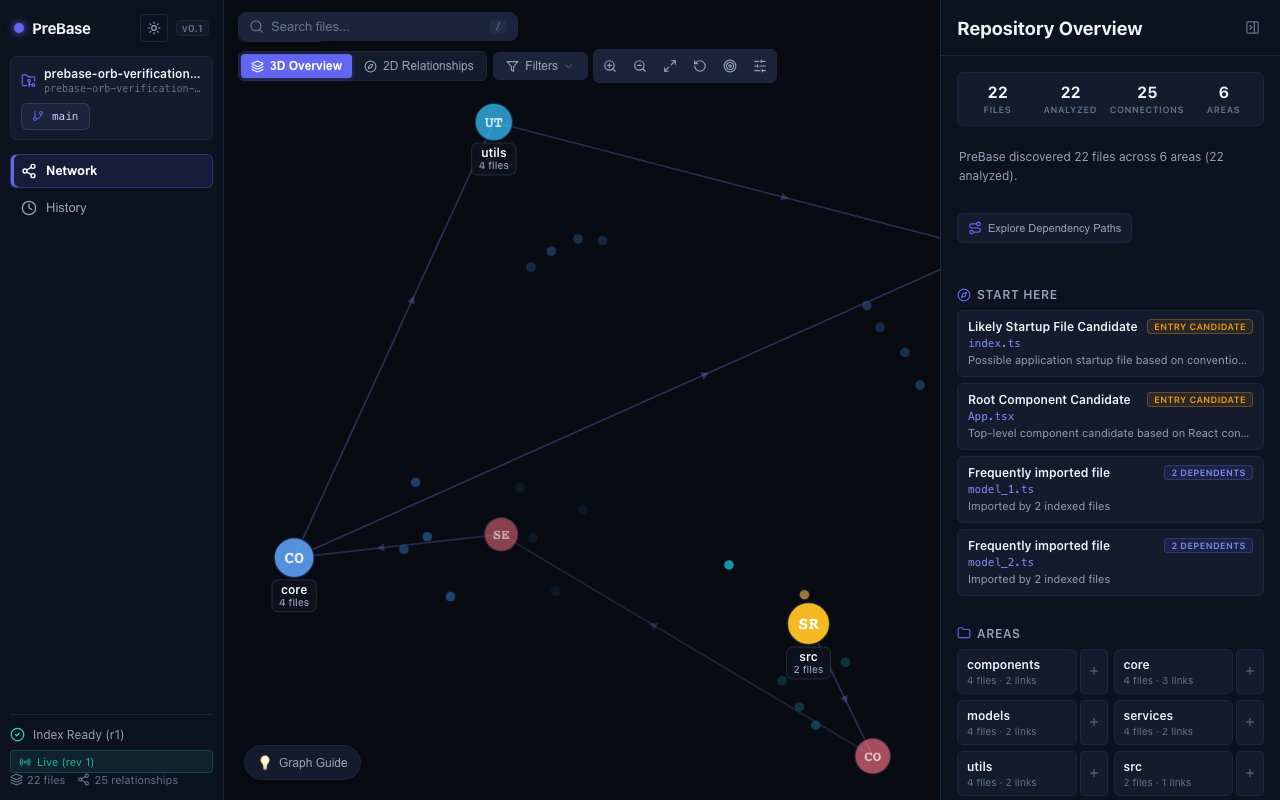 PreBase
v0.1
prebase-orb-verification...
prebase-orb-verification-…
main
Network
History
Index Ready (r1)
Live (rev 1)
22 files
25 relationships
Search files...
/
3D Overview
2D Relationships
Filters
UT
utils
4 files
CO
core
4 files
SE
SR
src
2 files
CO
Graph Guide
Repository Overview
22
FILES
22
ANALYZED
25
CONNECTIONS
6
AREAS
PreBase discovered 22 files across 6 areas (22
analyzed).
Explore Dependency Paths
START HERE
Likely Startup File Candidate
ENTRY CANDIDATE
index.ts
Possible application startup file based on conventio...
Root Component Candidate
ENTRY CANDIDATE
App.tsx
Top-level component candidate based on React con...
Frequently imported file
2 DEPENDENTS
model_1.ts
Imported by 2 indexed files
Frequently imported file
2 DEPENDENTS
model_2.ts
Imported by 2 indexed files
AREAS
components
4 files · 2 links
+
core
4 files · 3 links
+
models
4 files · 2 links
+
services
4 files · 2 links
+
utils
4 files · 2 links
+
src
2 files · 1 links
+